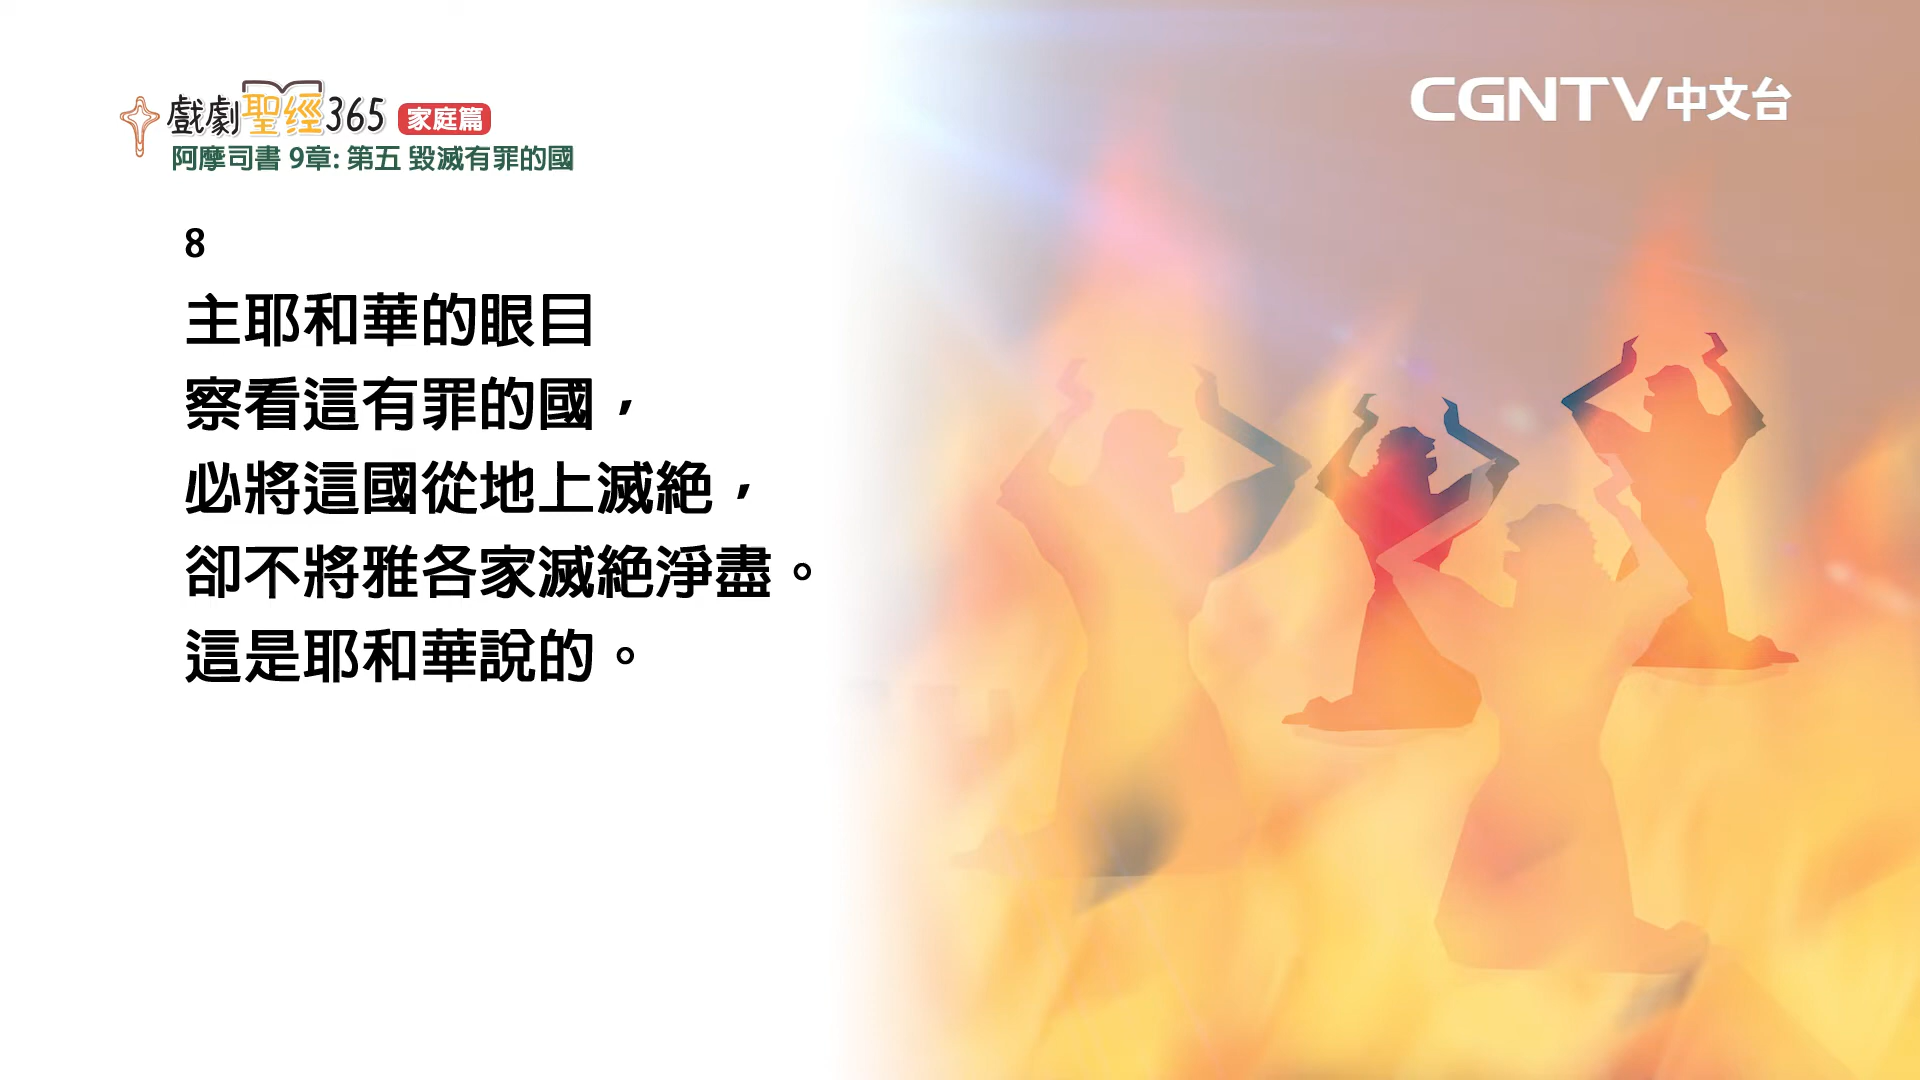 戲劇聖經365 家庭篇
CGNTV中文台
阿摩司書 9章: 第五 毀滅有罪的國
8
主耶和華的眼目
察看這有罪的國，
必將這國從地上滅絕，
卻不將雅各家滅絕淨盡。
這是耶和華說的。